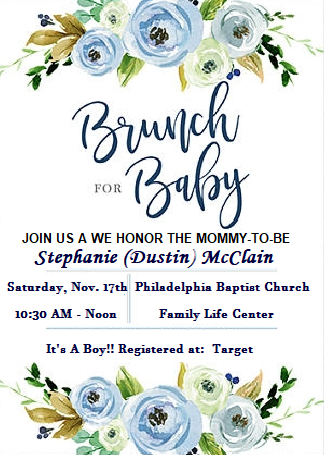 Brunch
FOR Baby
JOIN US A WE HONOR THE MOMMY-TO-BE
Stephanie (Dustin) McClain
Saturday, Nov. 17th Philadelphia Baptist Church
10:30 AM - Noon Family Life Center
It's A Boy!! Registered at: Target